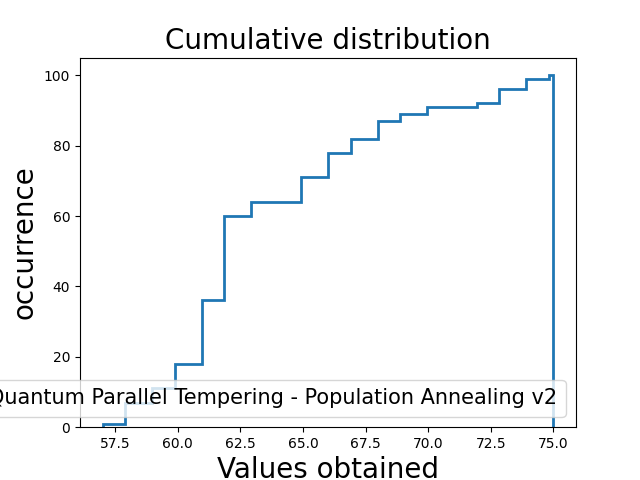 Cumulative distribution
occurrence
100
80
60
40
20
0
Quantum Parallel Tempering - Population Annealing v2
57.5 60.0 62.5 65.0 67.5 70.0 72.5 75.0
Values obtained